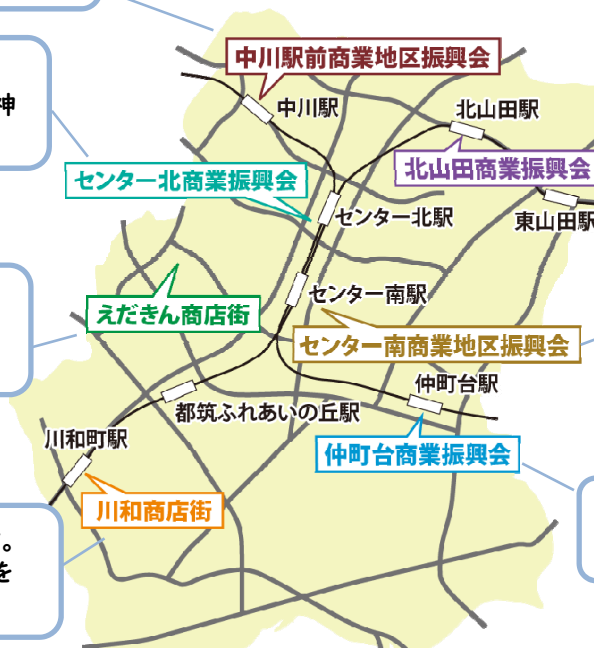 中川駅前商業地区振興会
神
中川駅
北山田駅
北山田商業振興会
センター北商業振興会
センター北駅
東山田駅
センター南駅
えだきん商店街
センター南商業地区振興会
仲町台駅
都筑ふれあいの丘駅
川和町駅
仲町台商業振興会
川和商店街
。
を